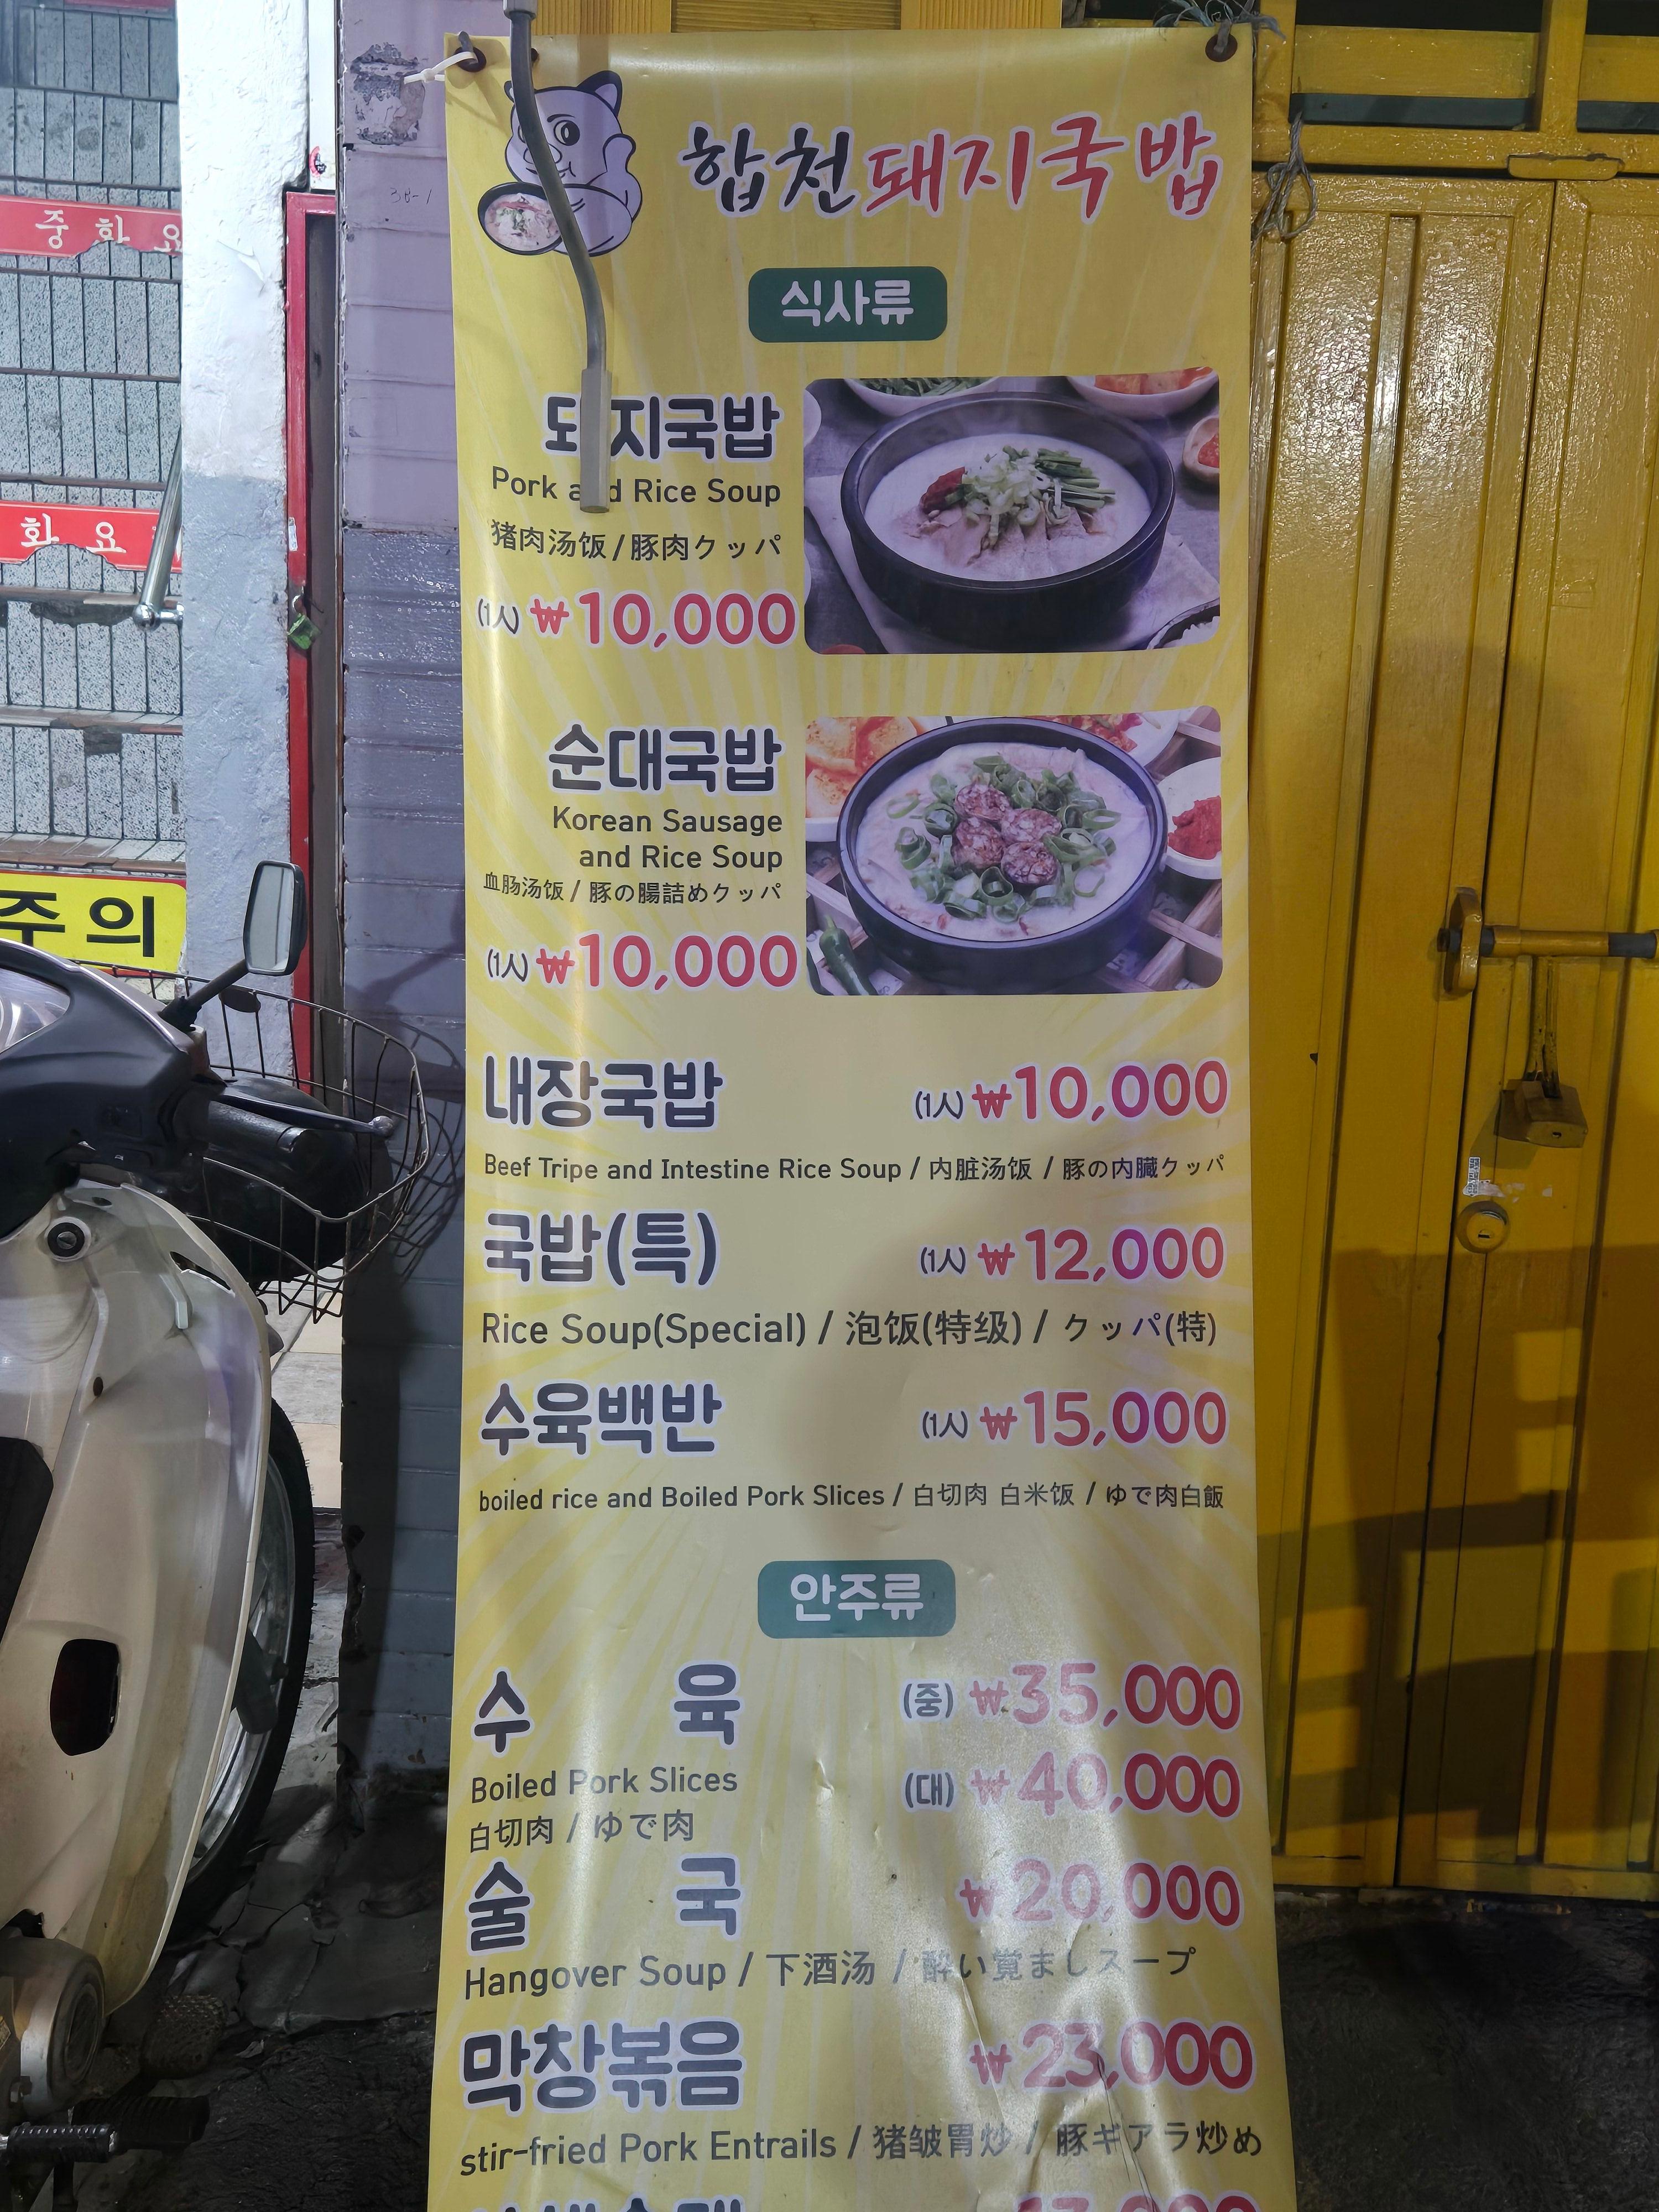 합천돼지국밥
식사류
돼지국밥
Pork and Rice Soup
猪肉汤饭 / 豚肉クッパ
(1人) ₩10,000
순대국밥
Korean Sausage
and Rice Soup
血肠汤饭 / 豚の腸詰めクッパ
(1人) ₩10,000
내장국밥 (1人) ₩10,000
Beef Tripe and Intestine Rice Soup / 内脏汤饭 / 豚の内臓クッパ
국밥(특) (1人) ₩12,000
Rice Soup(Special) / 泡饭(特级) / クッパ(特)
수육백반 (1人) ₩15,000
boiled rice and Boiled Pork Slices / 白切肉 白米饭 / ゆで肉白飯
안주류
수육 (중) ₩35,000
Boiled Pork Slices (대) ₩40,000
白切肉 / ゆで肉
술국 ₩20,000
Hangover Soup / 下酒汤 / 酔い覚ましスープ
막창볶음 ₩23,000
stir-fried Pork Entrails / 猪皱胃炒 / 豚ギアラ炒め
중화요
화요
주의
38-1